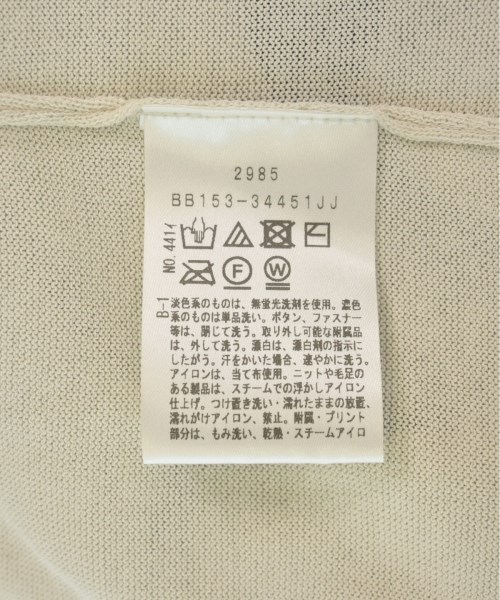 2985
BB153-34451JJ
NO.4414
F W
B-1
淡色系のものは、無蛍光洗剤を使用。濃色
系のものは単品洗い。ボタン、ファスナー
等は、閉じて洗う。取り外し可能な附属品
は、外して洗う。漂白は、漂白剤の指示に
したがう。汗をかいた場合、速やかに洗う。
アイロンは、当て布使用。ニットや毛足の
ある製品は、スチームでの浮かしアイロン
仕上げ。つけ置き洗い・濡れたままの放置、
濡れがけアイロン、禁止。附属・プリント
部分は、もみ洗い、乾熱・スチームアイロ